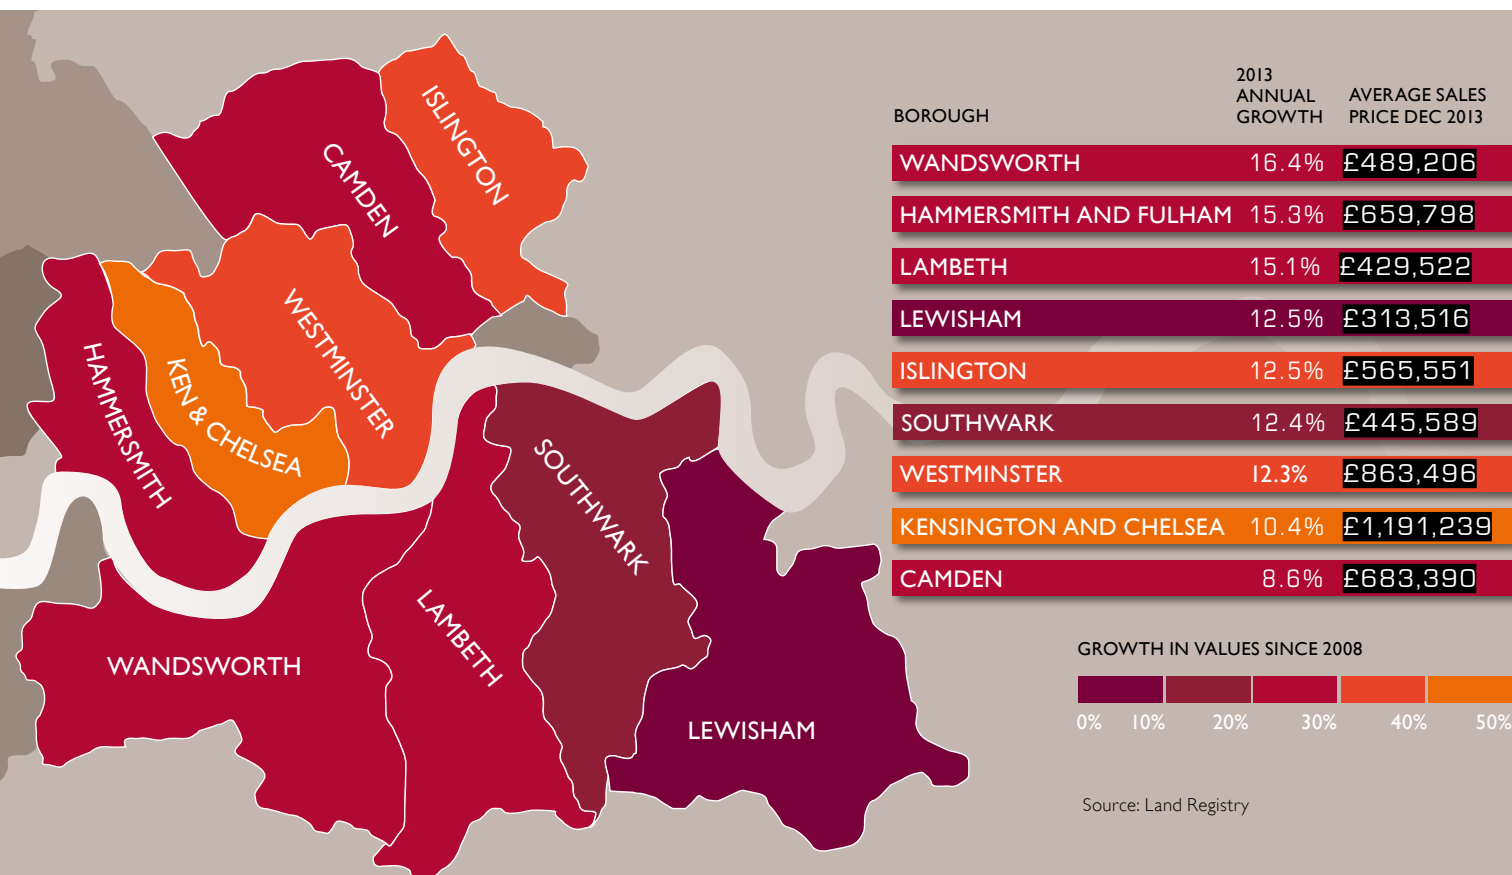 ISLINGTON
CAMDEN
WESTMINSTER
HAMMERSMITH
KEN & CHELSEA
SOUTHWARK
LAMBETH
WANDSWORTH
LEWISHAM
BOROUGH
2013
ANNUAL
GROWTH
AVERAGE SALES
PRICE DEC 2013
WANDSWORTH 16.4% £489,206
HAMMERSMITH AND FULHAM 15.3% £659,798
LAMBETH 15.1% £429,522
LEWISHAM 12.5% £313,516
ISLINGTON 12.5% £565,551
SOUTHWARK 12.4% £445,589
WESTMINSTER 12.3% £863,496
KENSINGTON AND CHELSEA 10.4% £1,191,239
CAMDEN 8.6% £683,390
GROWTH IN VALUES SINCE 2008
0% 10% 20% 30% 40% 50%
Source: Land Registry